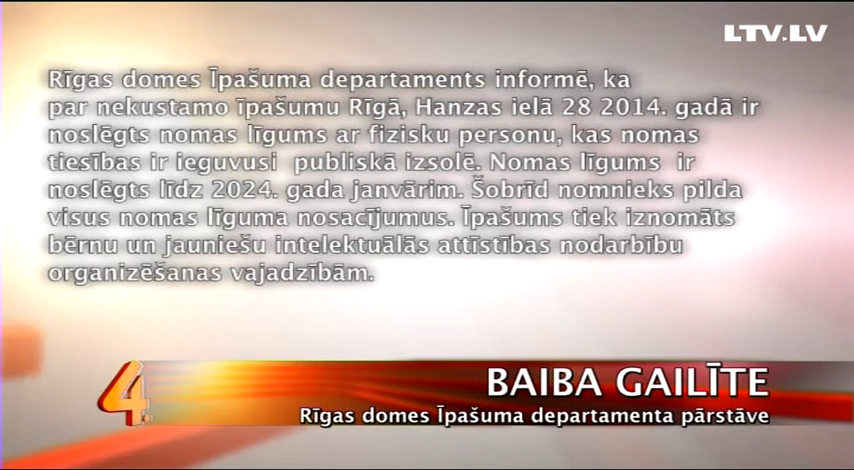 LTV.LV
Rīgas domes Īpašuma departaments informē, ka
par nekustamo īpašumu Rīgā, Hanzas ielā 28 2014. gadā ir
noslēgts nomas līgums ar fizisku personu, kas nomas
tiesības ir ieguvusi  publiskā izsolē. Nomas līgums  ir
noslēgts līdz 2024. gada janvārim. Šobrīd nomnieks pilda
visus nomas līguma nosacījumus. Īpašums tiek iznomāts
bērnu un jauniešu intelektuālās attīstības nodarbību
organizēšanas vajadzībām.
4.
BAIBA GAILĪTE
Rīgas domes Īpašuma departamenta pārstāve